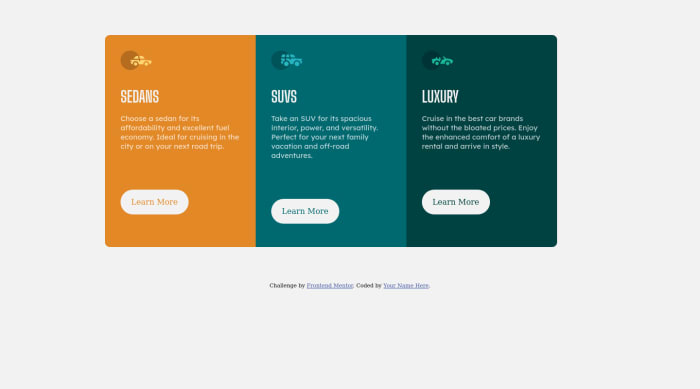 SEDANS
Choose a sedan for its
affordability and excellent fuel
economy. Ideal for cruising in the
city or on your next road trip.
Learn More
SUVS
Take an SUV for its spacious
interior, power, and versatility.
Perfect for your next family
vacation and off-road
adventures.
Learn More
LUXURY
Cruise in the best car brands
without the bloated prices. Enjoy
the enhanced comfort of a luxury
rental and arrive in style.
Learn More
Challenge by Frontend Mentor. Coded by Your Name Here.